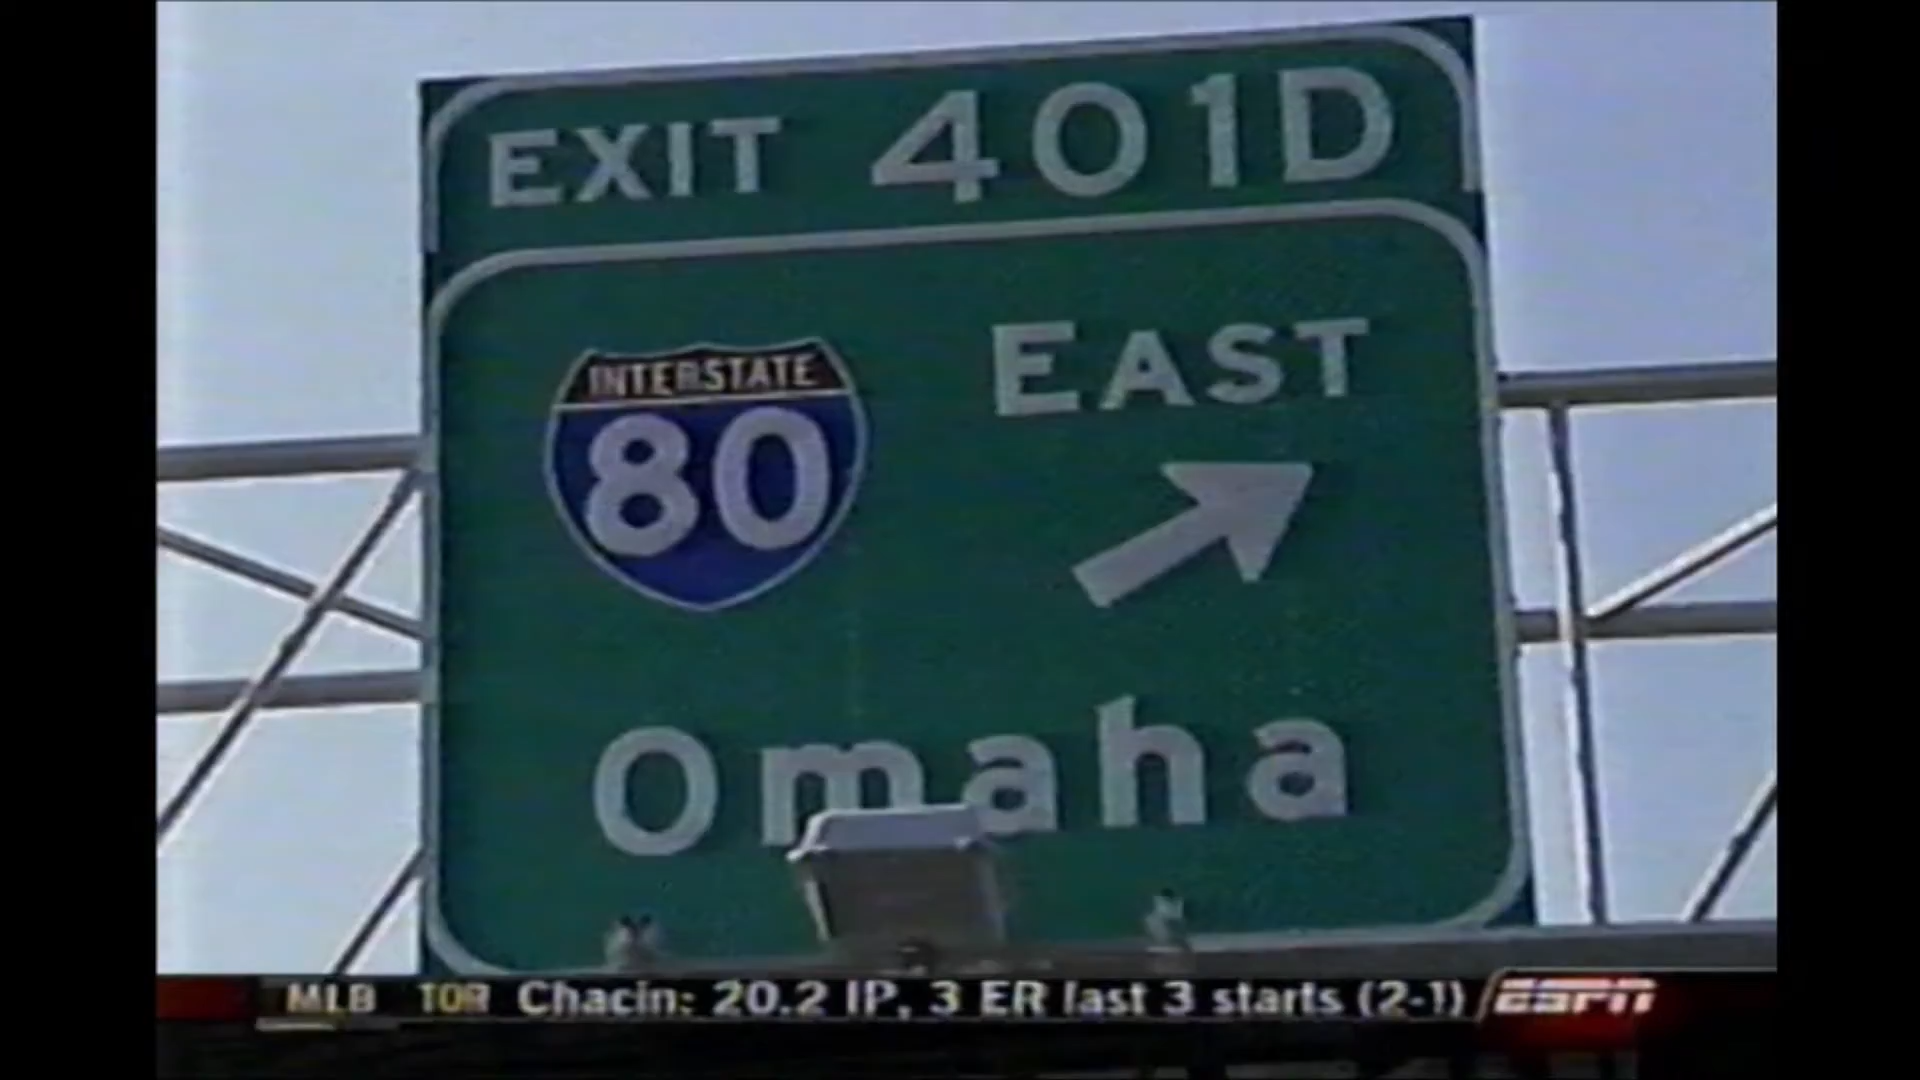 EXIT 401D
INTERSTATE
80
EAST
Omaha
MLB TOR Chacin: 20.2 IP, 3 ER last 3 starts (2-1) ESPN